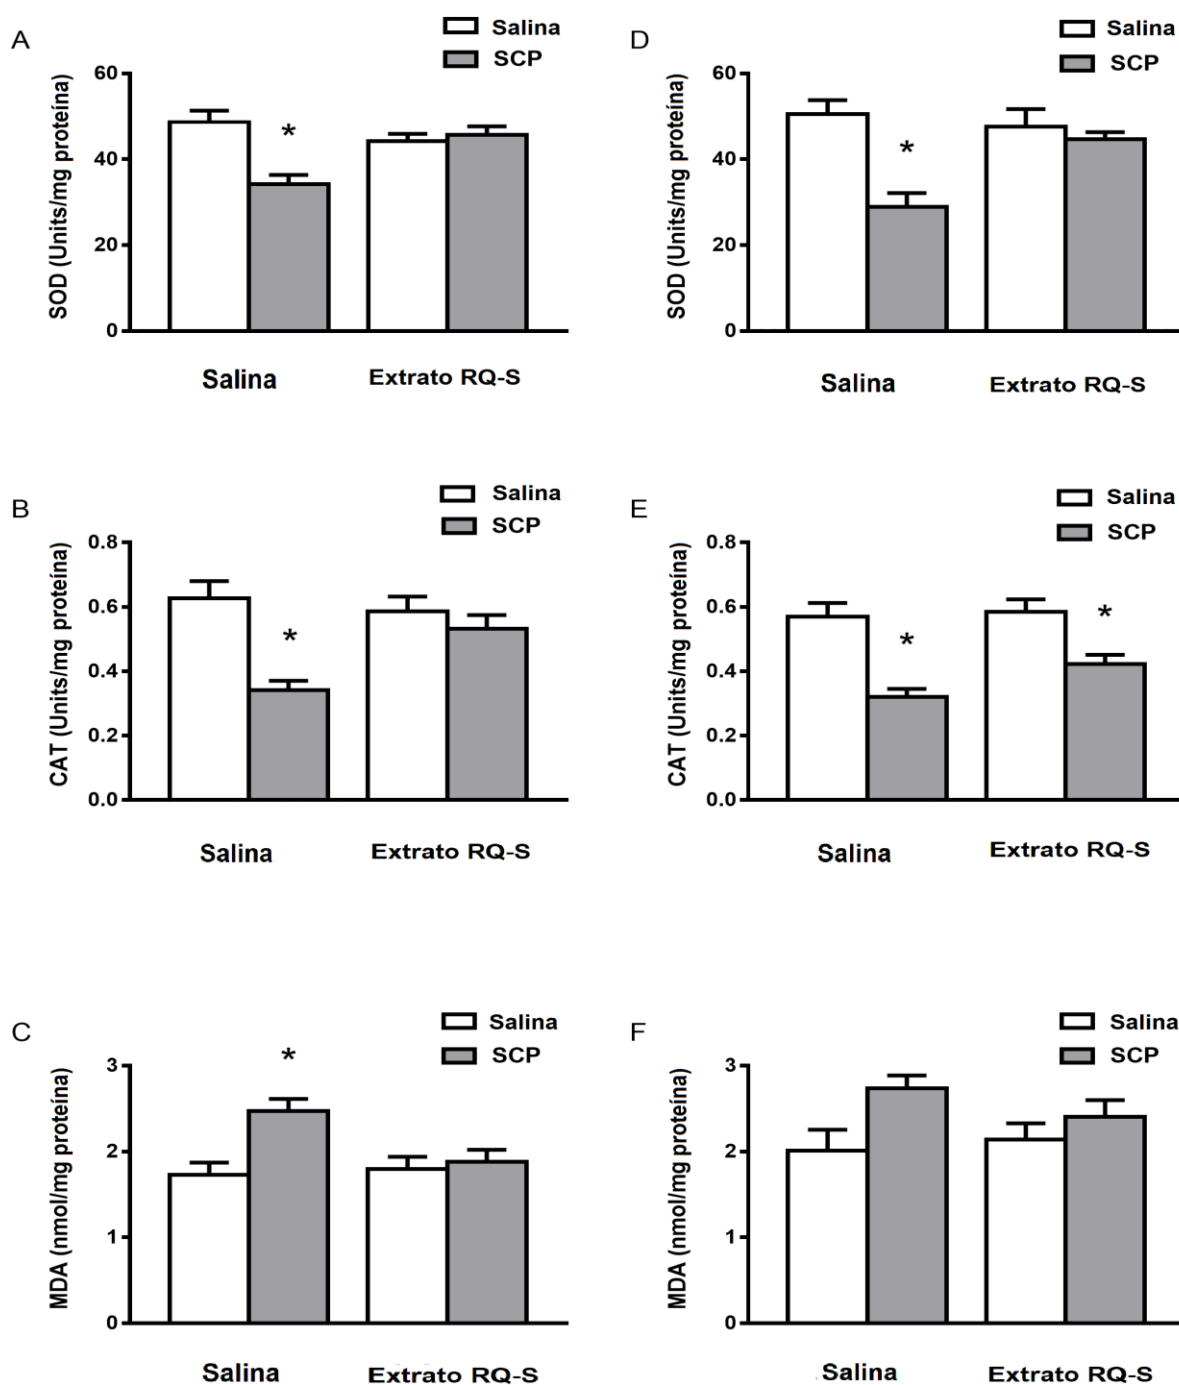 A
Salina
SCP
SOD (Units/mg proteína)
60
40
20
0
*
Salina
Extrato RQ-S
D
Salina
SCP
SOD (Units/mg proteína)
60
40
20
0
*
Salina
Extrato RQ-S
B
Salina
SCP
CAT (Units/mg proteína)
0.8
0.6
0.4
0.2
0.0
*
Salina
Extrato RQ-S
E
Salina
SCP
CAT (Units/mg proteína)
0.8
0.6
0.4
0.2
0.0
*
*
Salina
Extrato RQ-S
C
Salina
SCP
MDA (nmol/mg proteína)
3
2
1
0
*
Salina
Extrato RQ-S
F
Salina
SCP
MDA (nmol/mg proteína)
3
2
1
0
Salina
Extrato RQ-S